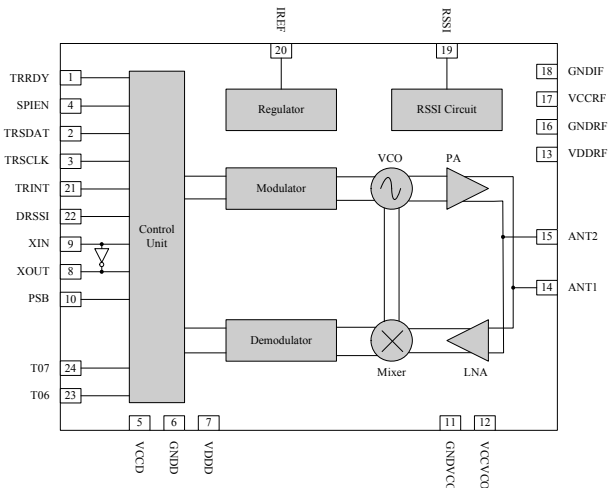 IREF
RSSI
20
19
TRRDY 1
SPIEN 4
TRSDAT 2
TRSCLK 3
TRINT 21
DRSSI 22
XIN 9
XOUT 8
PSB 10
T07 24
T06 23
Control
Unit
Regulator
RSSI Circuit
VCO
PA
Modulator
Demodulator
Mixer
LNA
18 GNDIF
17 VCCRF
16 GNDRF
13 VDDRF
15 ANT2
14 ANT1
5
6
7
11
12
VCCD
GNDD
VDDD
GNDVCO
VCCVCO